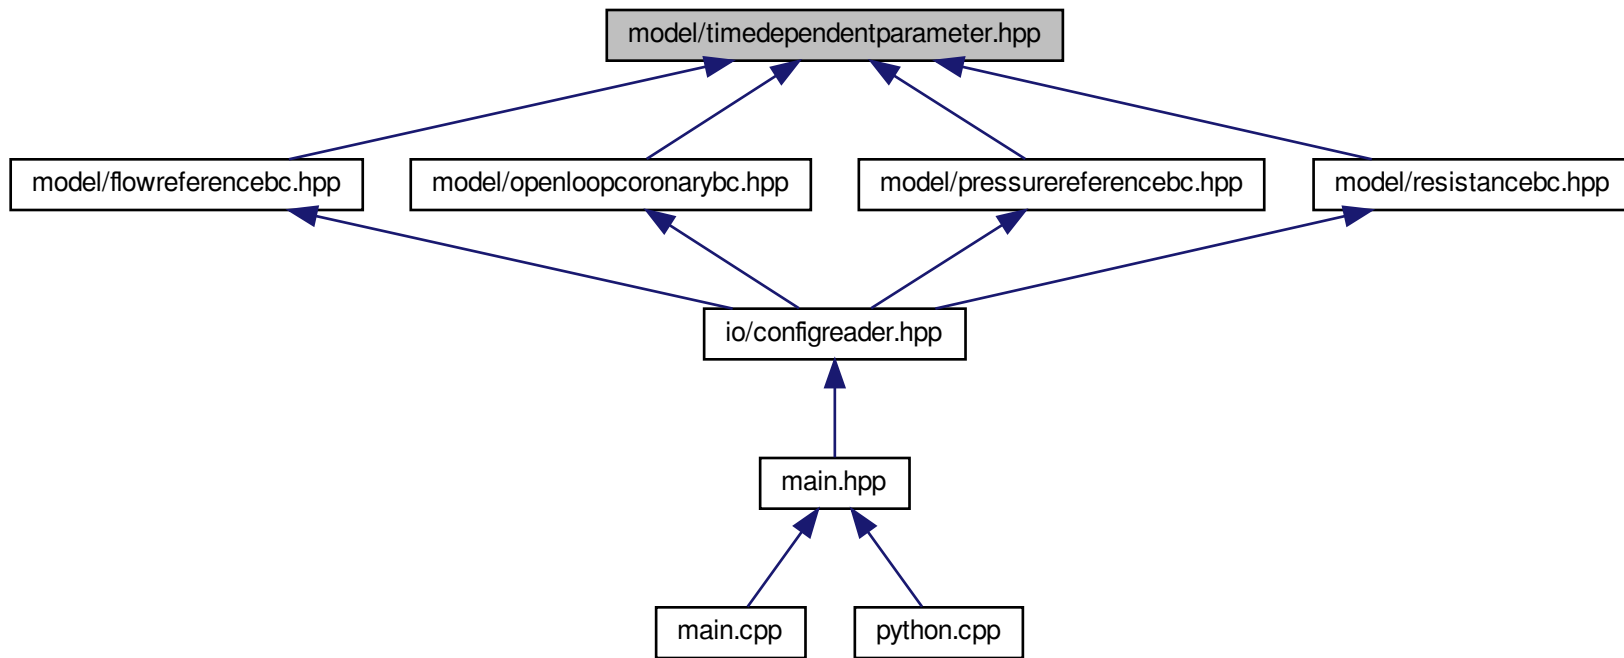 model/timedependentparameter.hpp
model/flowreferencebc.hpp
model/openloopcoronarybc.hpp
model/pressurereferencebc.hpp
model/resistancebc.hpp
io/configreader.hpp
main.hpp
main.cpp
python.cpp